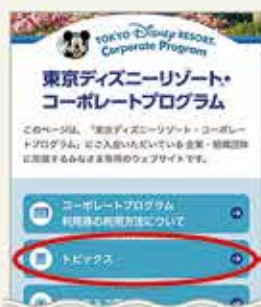 TOKYO Disney RESORT
Corporate Program
東京ディズニーリゾート・
コーポレートプログラム
このページは、「東京ディズニーリゾート・コーポレー
トプログラム」にご入会いただいている企業・組織団体
に所属するみなさま専用のウェブサイトです。
コーポレートプログラム
利用券の利用方法について
トピックス